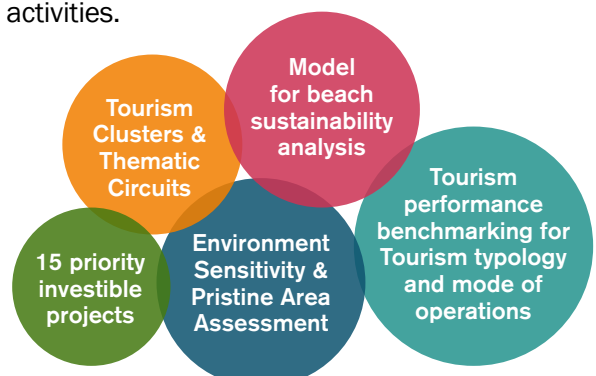 activities.
Tourism
Clusters &
Thematic
Circuits
Model
for beach
sustainability
analysis
Tourism
performance
benchmarking for
Tourism typology
and mode of
operations
15 priority
investible
projects
Environment
Sensitivity &
Pristine Area
Assessment